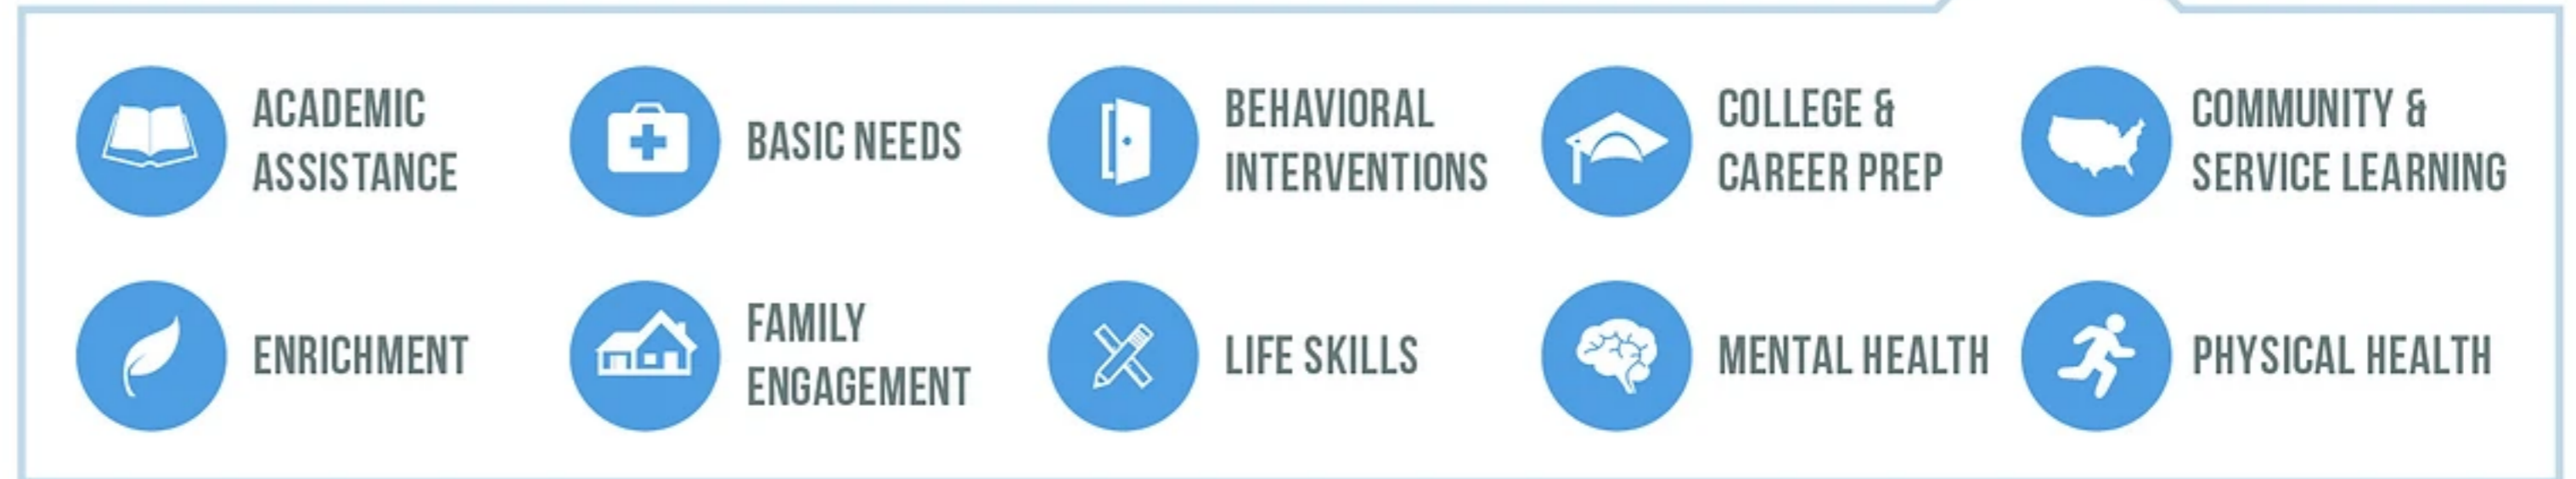 ACADEMIC
ASSISTANCE
BASIC NEEDS
BEHAVIORAL
INTERVENTIONS
COLLEGE &
CAREER PREP
COMMUNITY &
SERVICE LEARNING
ENRICHMENT
FAMILY
ENGAGEMENT
LIFE SKILLS
MENTAL HEALTH
PHYSICAL HEALTH